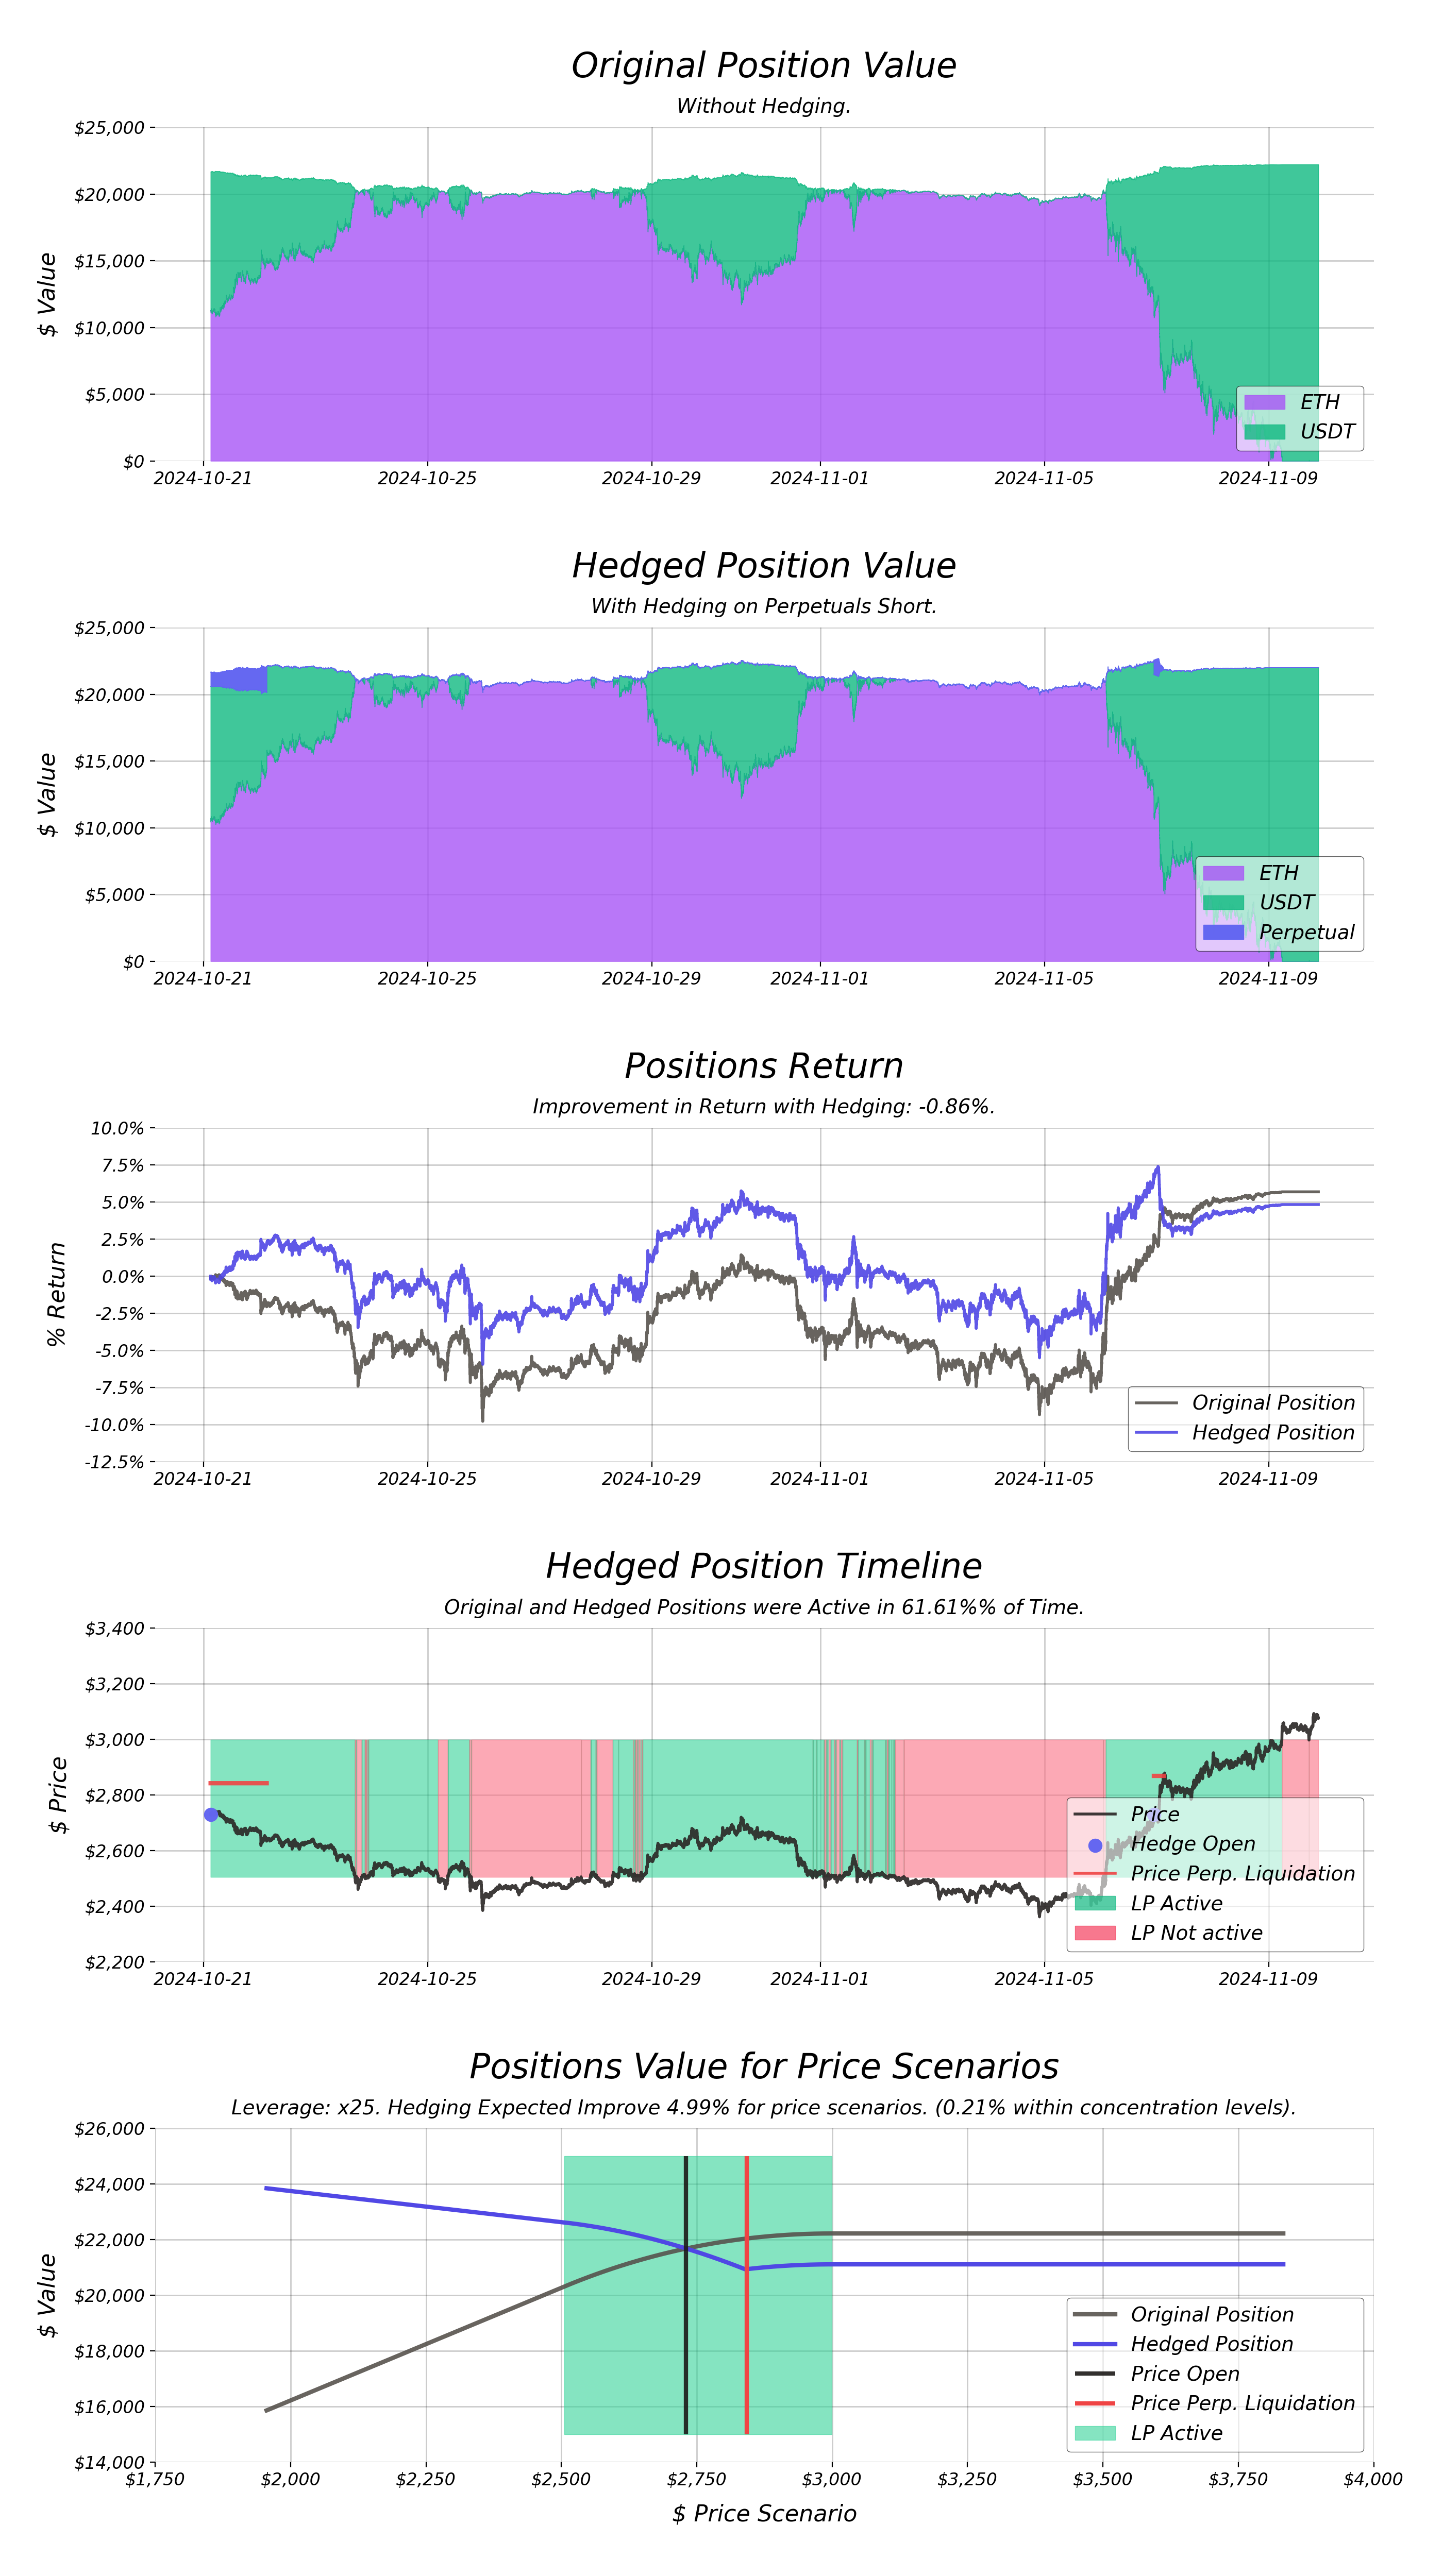 Original Position Value
Without Hedging.
$25,000
$20,000
$15,000
$10,000
$5,000
$0
$ Value
ETH
USDT
2024-10-21 2024-10-25 2024-10-29 2024-11-01 2024-11-05 2024-11-09
Hedged Position Value
With Hedging on Perpetuals Short.
$25,000
$20,000
$15,000
$10,000
$5,000
$0
$ Value
ETH
USDT
Perpetual
2024-10-21 2024-10-25 2024-10-29 2024-11-01 2024-11-05 2024-11-09
Positions Return
Improvement in Return with Hedging: -0.86%.
10.0%
7.5%
5.0%
2.5%
0.0%
-2.5%
-5.0%
-7.5%
-10.0%
-12.5%
% Return
Original Position
Hedged Position
2024-10-21 2024-10-25 2024-10-29 2024-11-01 2024-11-05 2024-11-09
Hedged Position Timeline
Original and Hedged Positions were Active in 61.61%% of Time.
$3,400
$3,200
$3,000
$2,800
$2,600
$2,400
$2,200
$ Price
Price
Hedge Open
Price Perp. Liquidation
LP Active
LP Not active
2024-10-21 2024-10-25 2024-10-29 2024-11-01 2024-11-05 2024-11-09
Positions Value for Price Scenarios
Leverage: x25. Hedging Expected Improve 4.99% for price scenarios. (0.21% within concentration levels).
$26,000
$24,000
$22,000
$20,000
$18,000
$16,000
$14,000
$ Value
Original Position
Hedged Position
Price Open
Price Perp. Liquidation
LP Active
$1,750 $2,000 $2,250 $2,500 $2,750 $3,000 $3,250 $3,500 $3,750 $4,000
$ Price Scenario